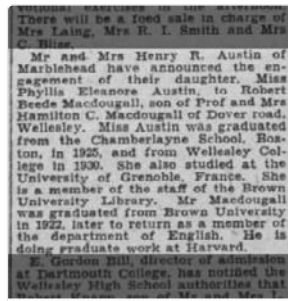 There will be a food sale in charge of
Mrs Laing, Mrs R. I. Smith and Mrs
C. Bliss.
Mr and Mrs Henry R. Austin of
Marblehead have announced the en-
gagement of their daughter, Miss
Phyllis Eleanore Austin, to Robert
Beede Macdougall, son of Prof and Mrs
Hamilton C. Macdougall of Dover road,
Wellesley. Miss Austin was graduated
from the Chamberlayne School, Bos-
ton, in 1925, and from Wellesley Col-
lege in 1930. She also studied at the
University of Grenoble, France. She
is a member of the staff of the Brown
University Library. Mr Macdougall
was graduated from Brown University
in 1922, later to return as a member of
the department of English. He is
doing graduate work at Harvard.
E. Gordon Bill, director of admission
at Dartmouth College, has notified the
Wellesley High School authorities that